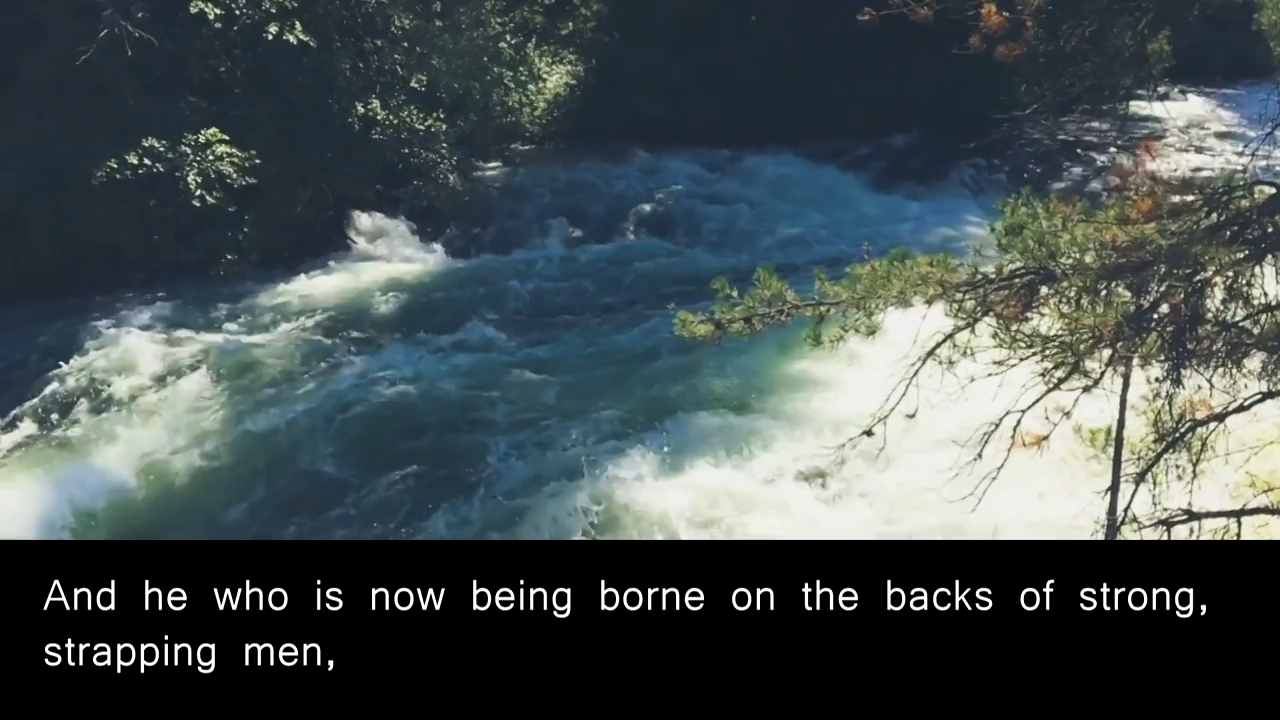 And he who is now being borne on the backs of strong,
strapping men,